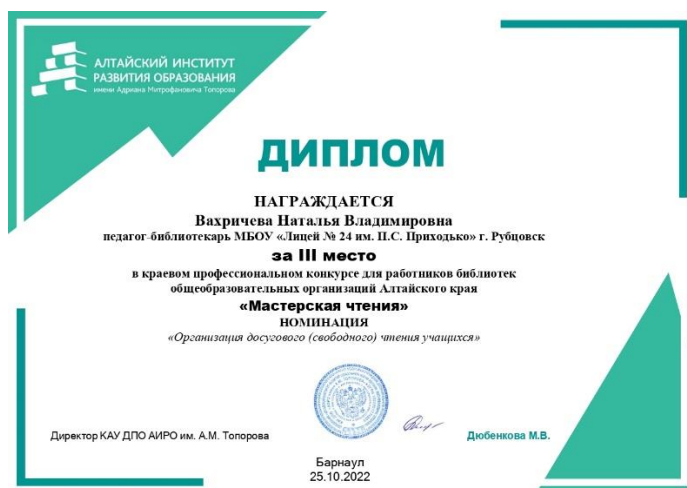 АЛТАЙСКИЙ ИНСТИТУТ
РАЗВИТИЯ ОБРАЗОВАНИЯ
имени Адриана Митрофановича Топорова
ДИПЛОМ
НАГРАЖДАЕТСЯ
Вахричева Наталья Владимировна
педагог-библиотекарь МБОУ «Лицей № 24 им. П.С. Приходько» г. Рубцовск
за III место
в краевом профессиональном конкурсе для работников библиотек
общеобразовательных организаций Алтайского края
«Мастерская чтения»
НОМИНАЦИЯ
«Организация досугового (свободного) чтения учащихся»
Директор КАУ ДПО АИРО им. А.М. Топорова
Дюбенкова М.В.
Барнаул
25.10.2022